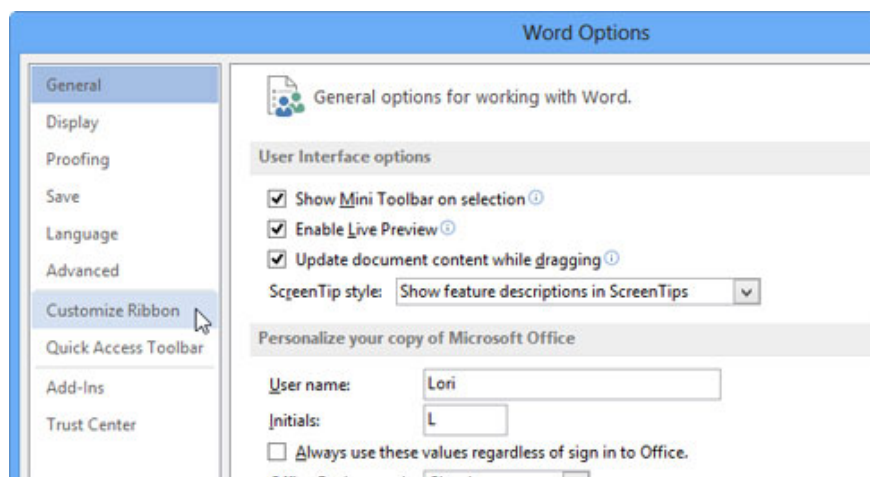 Word Options
General
Display
Proofing
Save
Language
Advanced
Customize Ribbon
Quick Access Toolbar
Add-Ins
Trust Center
General options for working with Word.
User Interface options
Show Mini Toolbar on selection
Enable Live Preview
Update document content while dragging
ScreenTip style: Show feature descriptions in ScreenTips
Personalize your copy of Microsoft Office
User name: Lori
Initials: L
Always use these values regardless of sign in to Office.